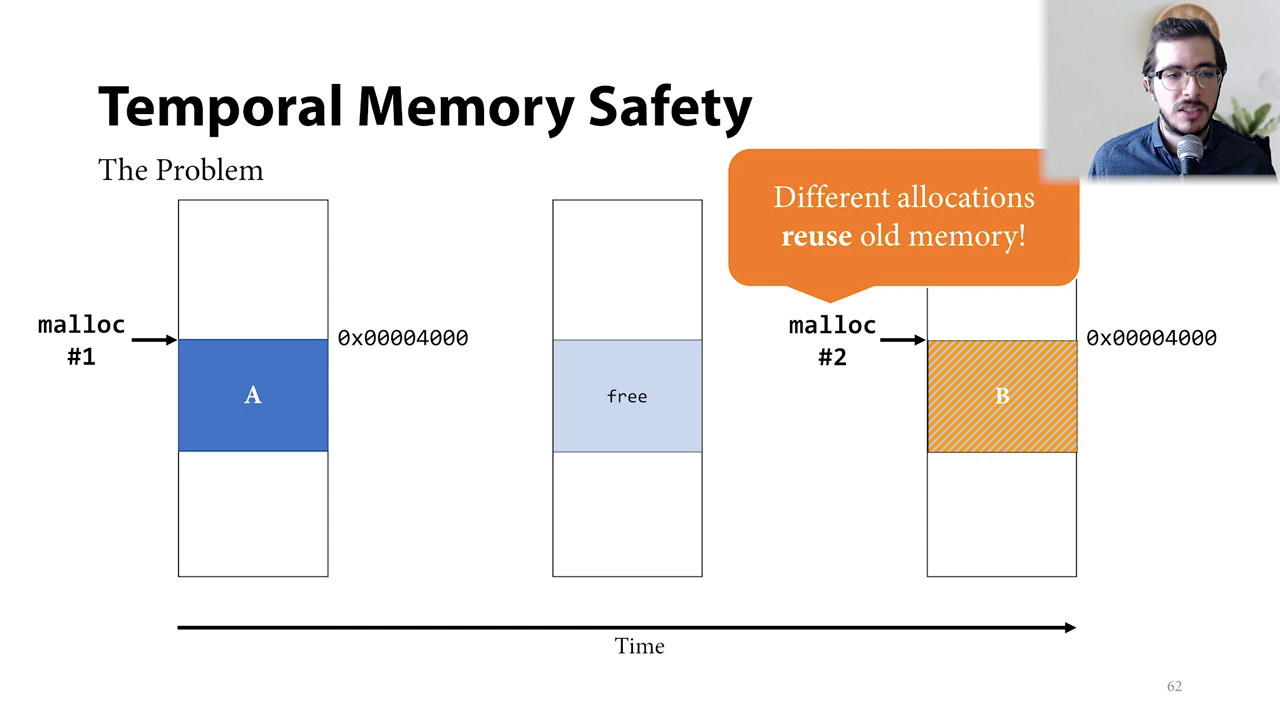 Temporal Memory Safety
The Problem
Different allocations
reuse old memory!
malloc
#1
0x00004000
A
free
malloc
#2
0x00004000
B
Time
62